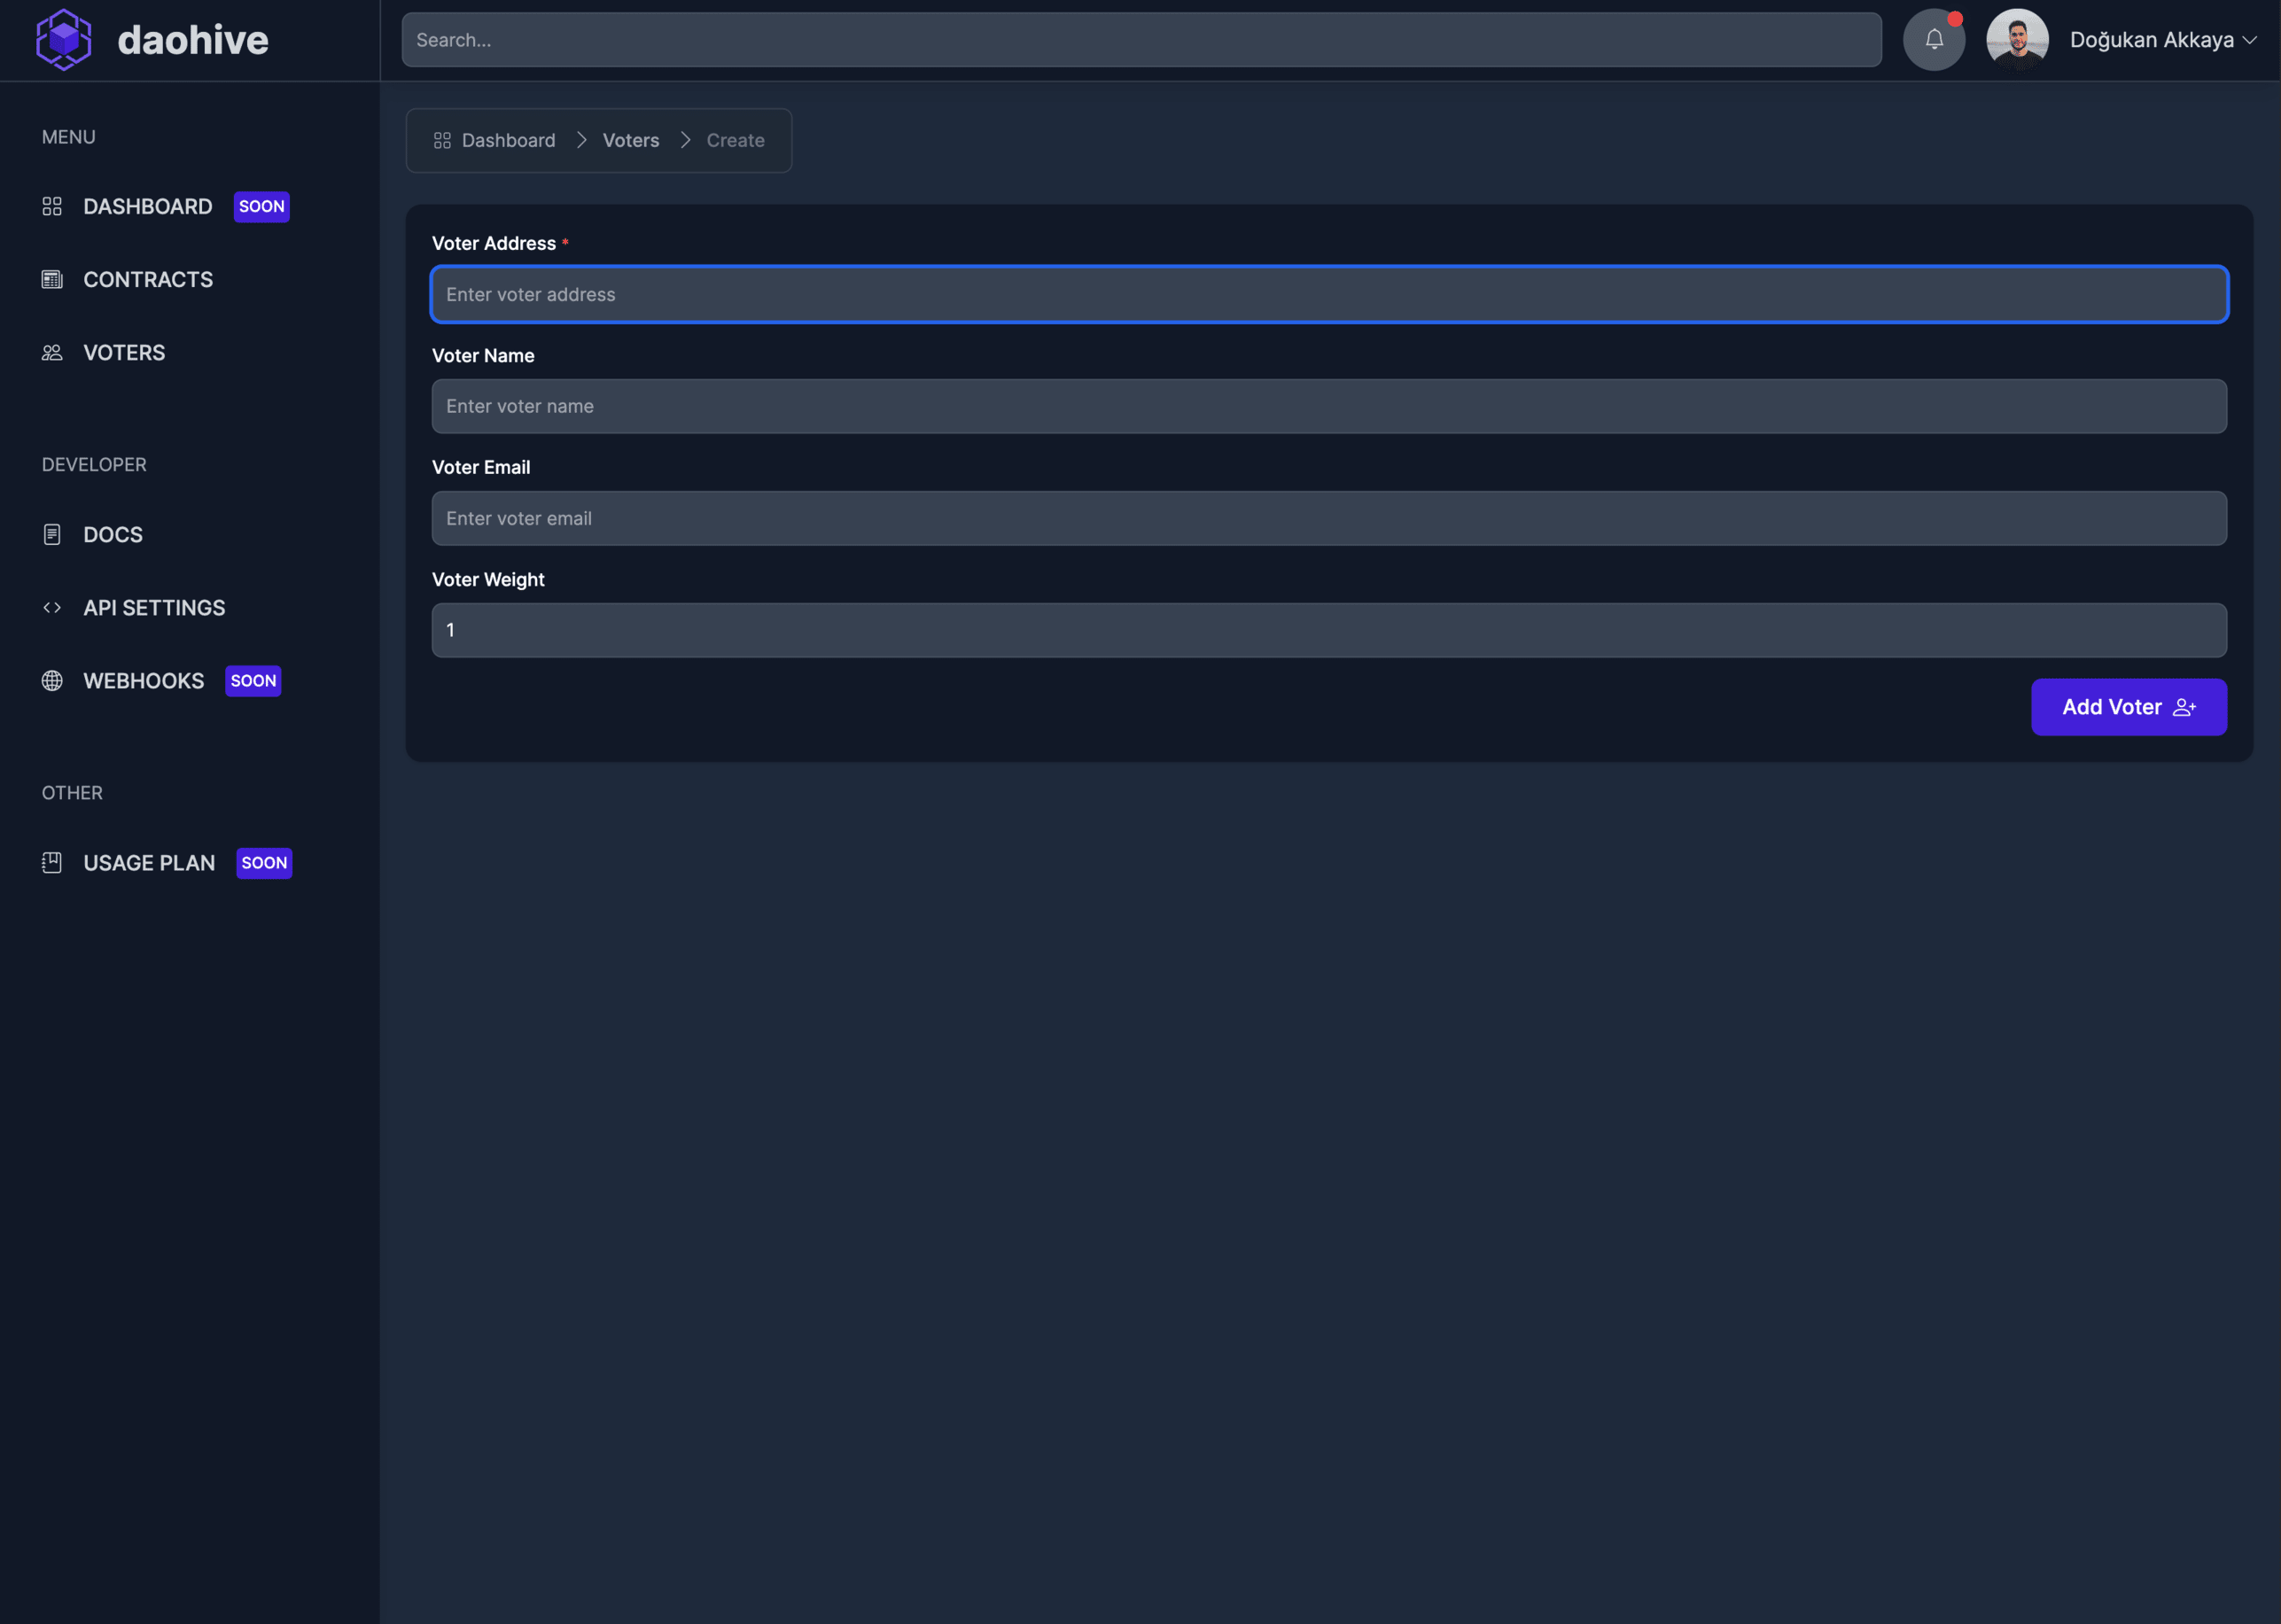 daohive
Search...
Doğukan Akkaya
MENU
DASHBOARD SOON
CONTRACTS
VOTERS
DEVELOPER
DOCS
API SETTINGS
WEBHOOKS SOON
OTHER
USAGE PLAN SOON
Dashboard > Voters > Create
Voter Address *
Enter voter address
Voter Name
Enter voter name
Voter Email
Enter voter email
Voter Weight
1
Add Voter